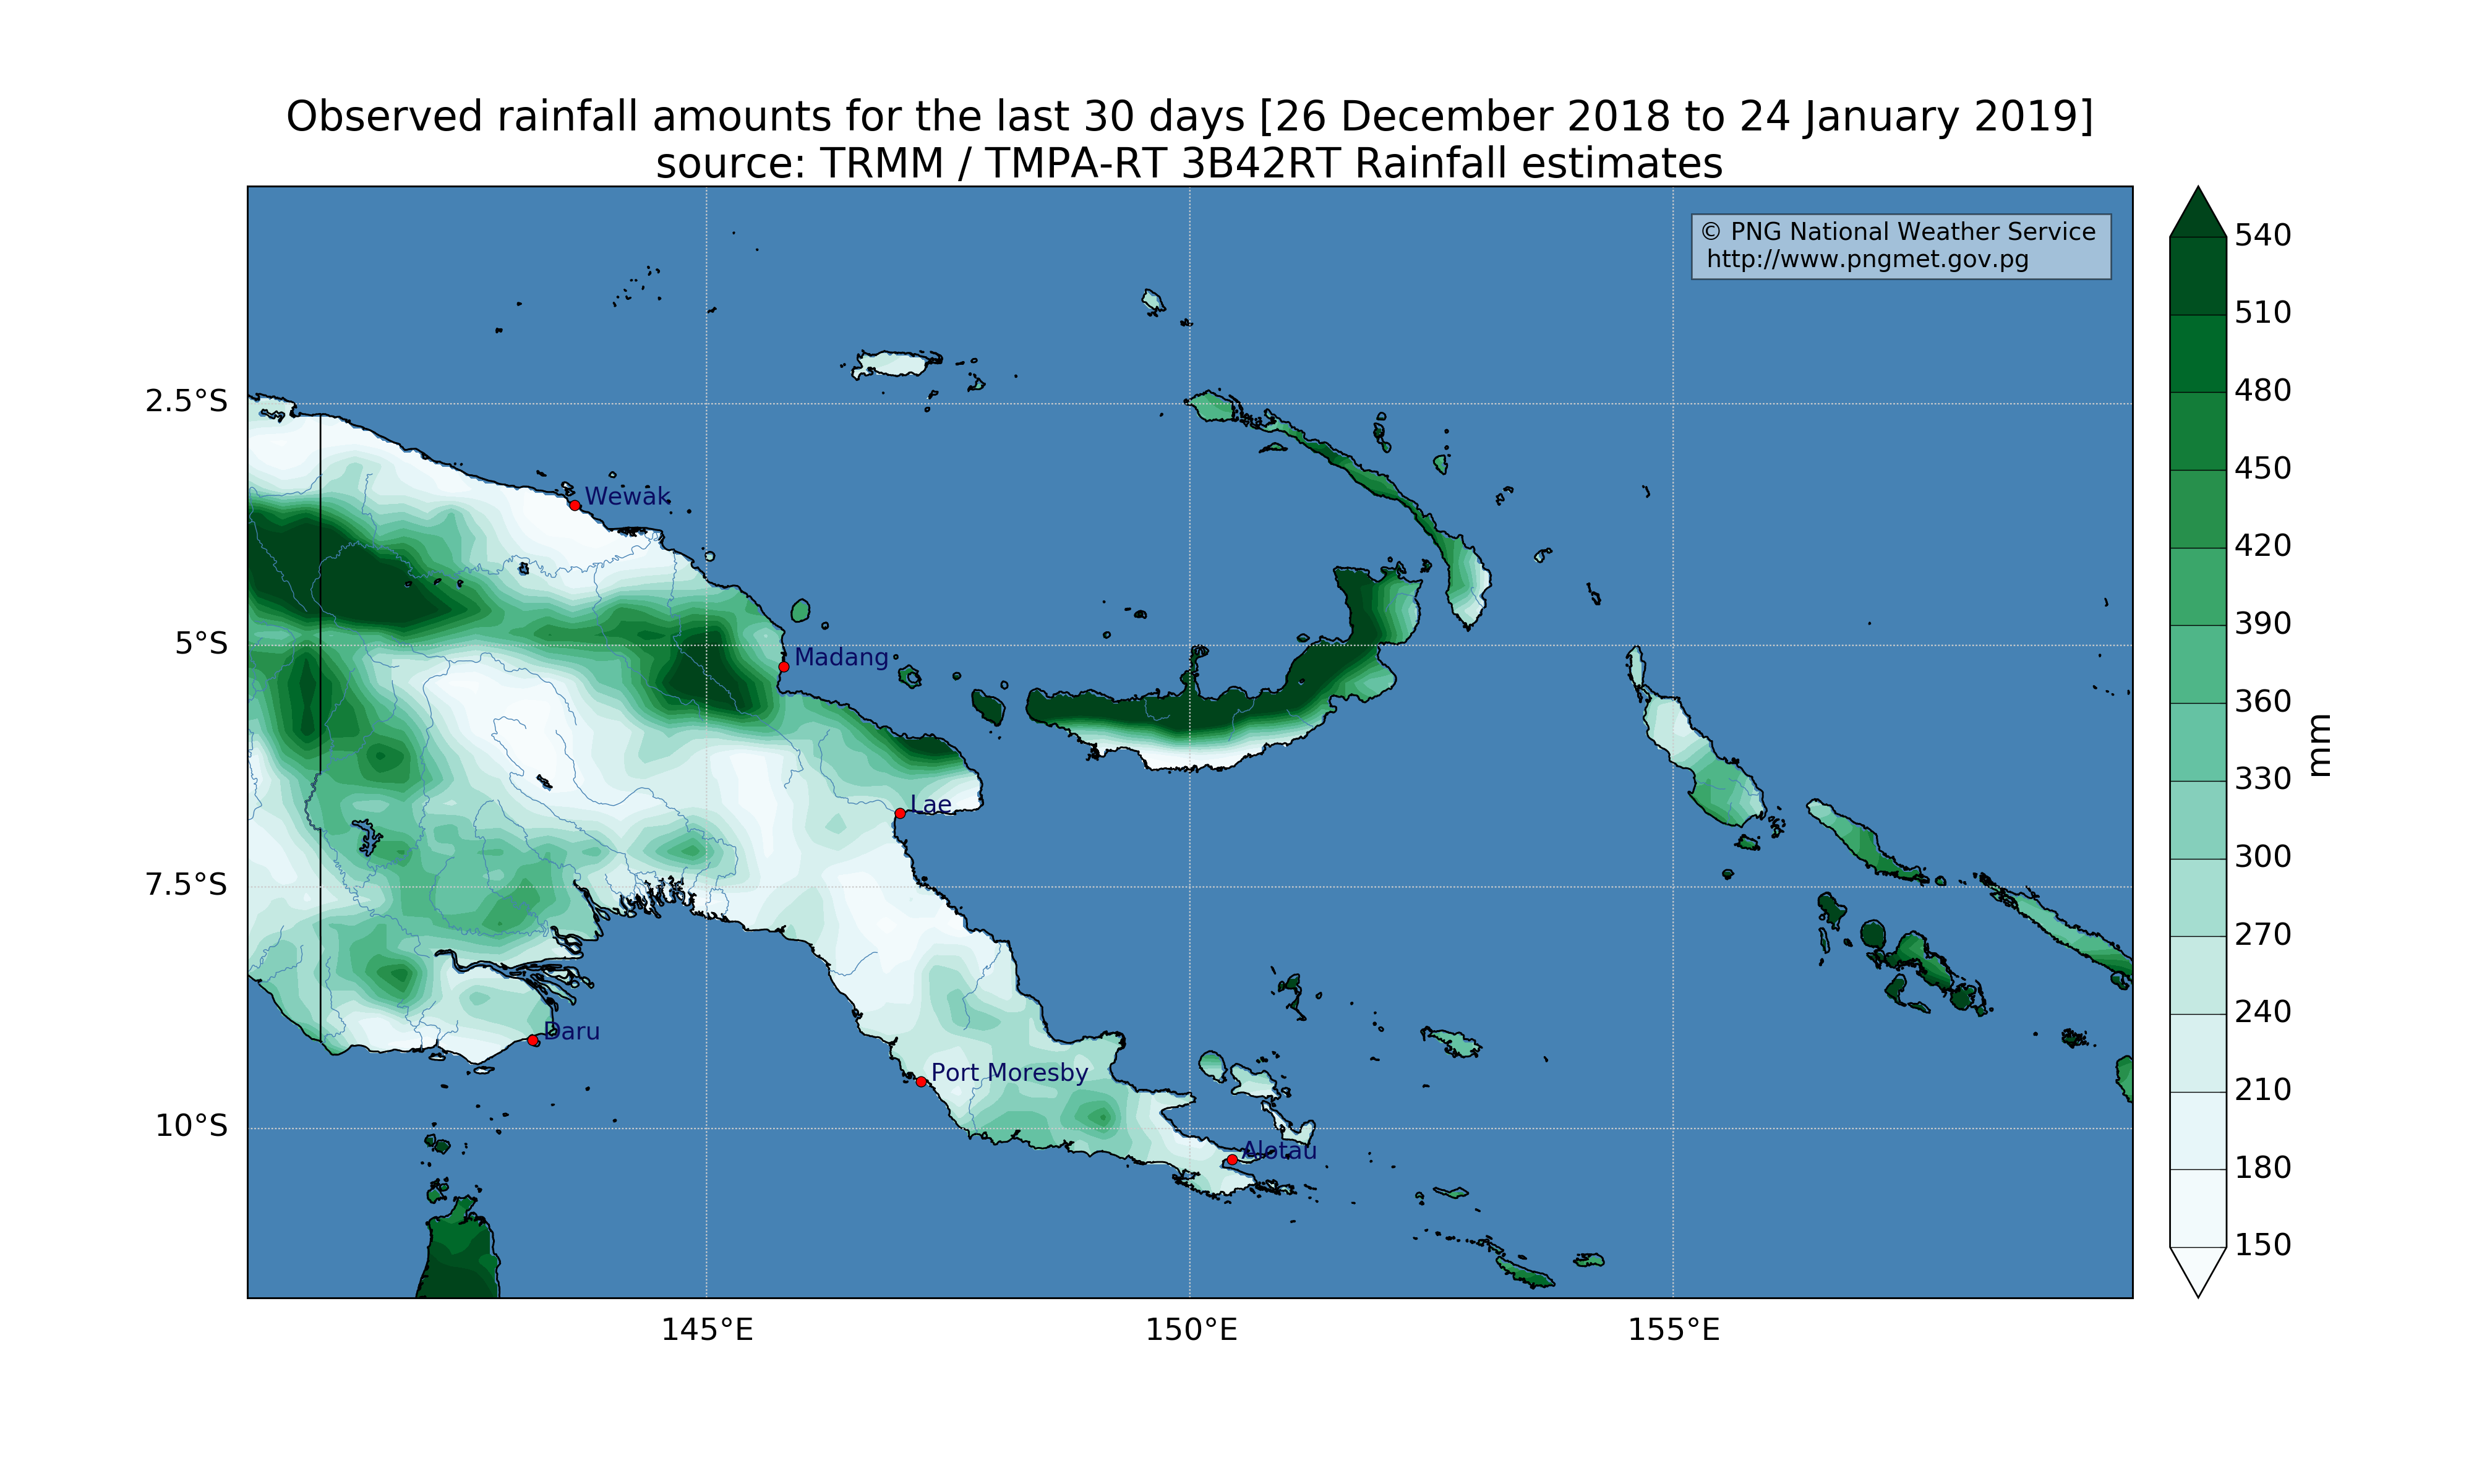 Observed rainfall amounts for the last 30 days [26 December 2018 to 24 January 2019]
source: TRMM / TMPA-RT 3B42RT Rainfall estimates
© PNG National Weather Service
http://www.pngmet.gov.pg
2.5°S
5°S
7.5°S
10°S
Wewak
Madang
Lae
Daru
Port Moresby
Alotau
145°E
150°E
155°E
540
510
480
450
420
390
360
330
300
270
240
210
180
150
mm